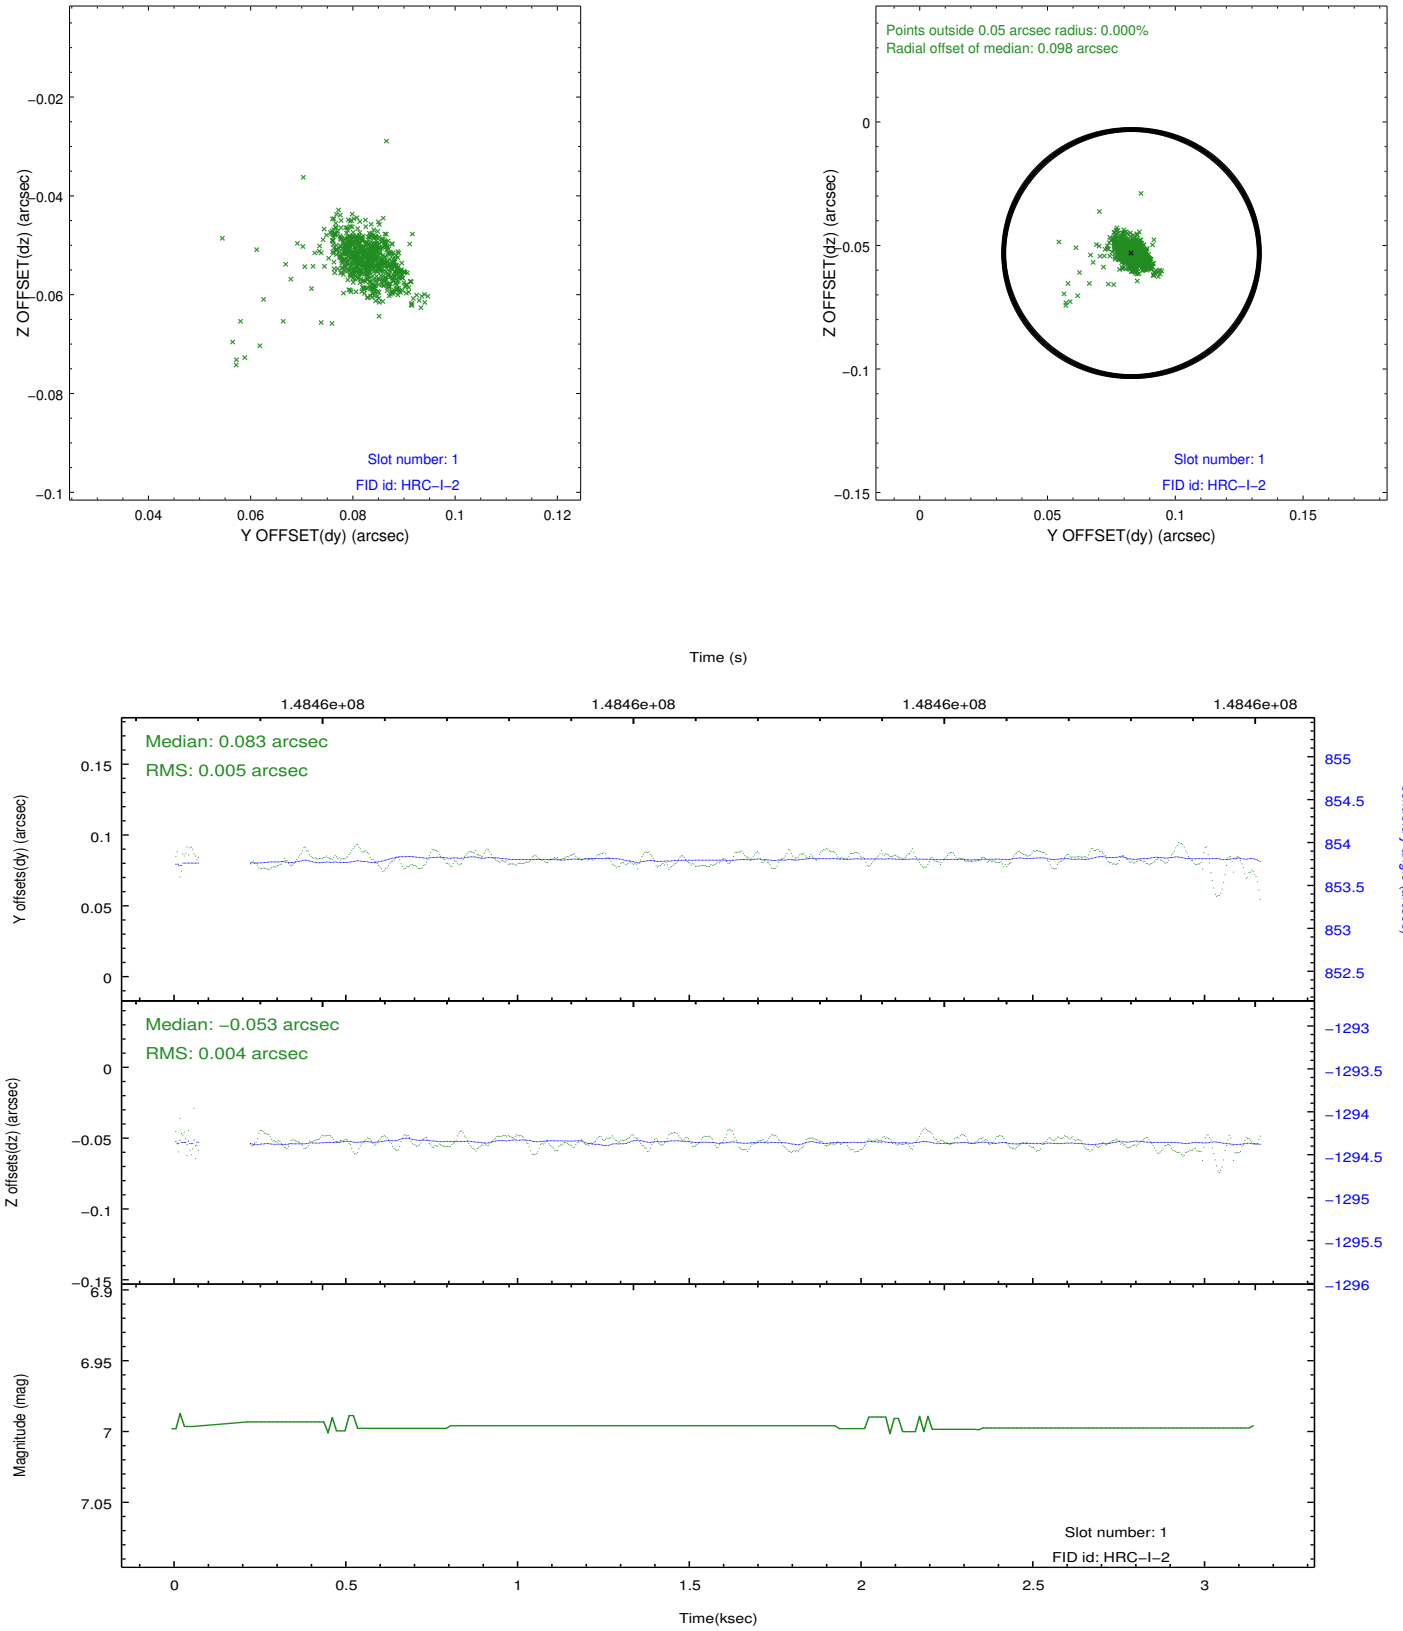 Points outside 0.05 arcsec radius: 0.000%
Radial offset of median: 0.098 arcsec
−0.02
−0.04
−0.06
−0.08
−0.1
Z OFFSET(dz) (arcsec)
Slot number: 1
FID id: HRC−I−2
0.04
0.06
0.08
0.1
0.12
Y OFFSET(dy) (arcsec)
0
−0.05
−0.1
−0.15
Z OFFSET(dz) (arcsec)
Slot number: 1
FID id: HRC−I−2
0
0.05
0.1
0.15
Y OFFSET(dy) (arcsec)
Time (s)
1.4846e+08
1.4846e+08
1.4846e+08
1.4846e+08
Median: 0.083 arcsec
RMS: 0.005 arcsec
0.15
0.1
0.05
0
Y offsets(dy) (arcsec)
855
854.5
854
853.5
853
852.5
Median: −0.053 arcsec
RMS: 0.004 arcsec
0
−0.05
−0.1
−0.15
Z offsets(dz) (arcsec)
−1293
−1293.5
−1294
−1294.5
−1295
−1295.5
−1296
6.9
6.95
7
7.05
Magnitude (mag)
Slot number: 1
FID id: HRC−I−2
0
0.5
1
1.5
2
2.5
3
Time(ksec)